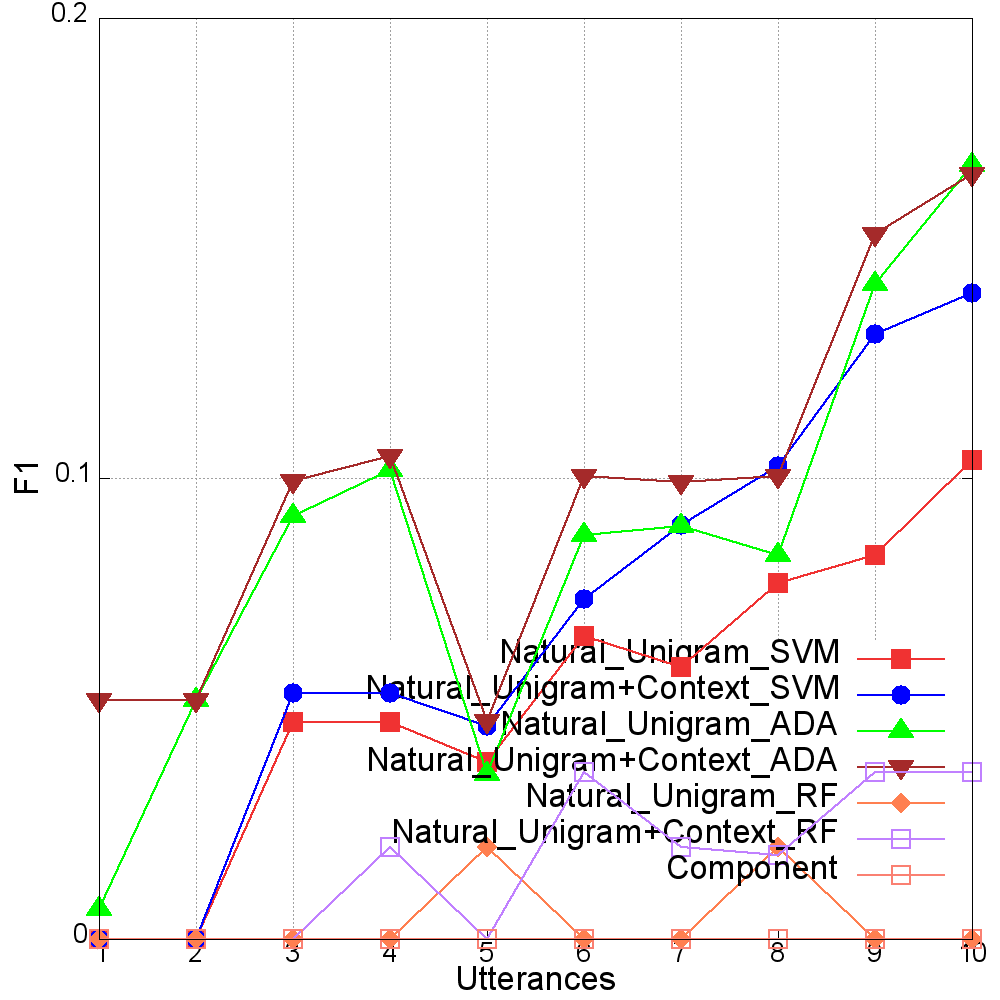 0.2
F1
0.1
Natural_Unigram_SVM
Natural_Unigram+Context_SVM
Natural_Unigram_ADA
Natural_Unigram+Context_ADA
Natural_Unigram_RF
Natural_Unigram+Context_RF
Component
0
1 2 3 4 5 6 7 8 9 10
Utterances